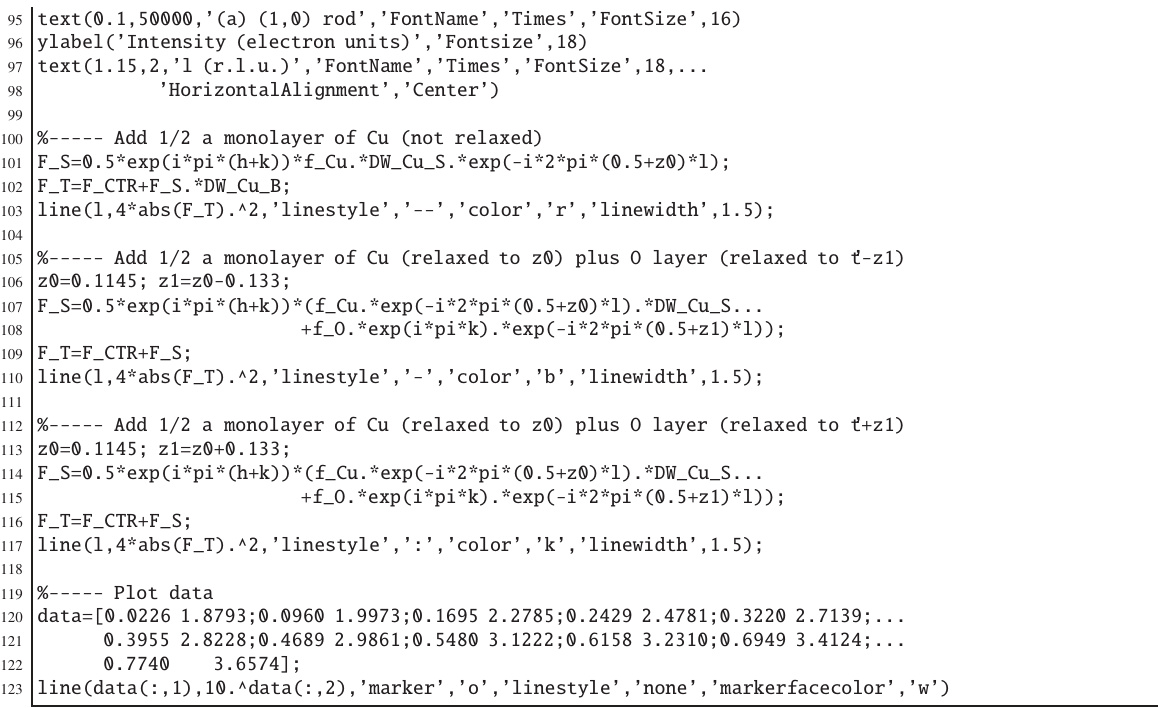 95 text(0.1,50000,'(a) (1,0) rod','FontName','Times','FontSize',16)
96 ylabel('Intensity (electron units)','Fontsize',18)
97 text(1.15,2,'l (r.l.u.)','FontName','Times','FontSize',18,...
98 'HorizontalAlignment','Center')
99
100 %----- Add 1/2 a monolayer of Cu (not relaxed)
101 F_S=0.5*exp(i*pi*(h+k))*f_Cu.*DW_Cu_S.*exp(-i*2*pi*(0.5+z0)*l);
102 F_T=F_CTR+F_S.*DW_Cu_B;
103 line(l,4*abs(F_T).^2,'linestyle','--','color','r','linewidth',1.5);
104
105 %----- Add 1/2 a monolayer of Cu (relaxed to z0) plus O layer (relaxed to ť-z1)
106 z0=0.1145; z1=z0-0.133;
107 F_S=0.5*exp(i*pi*(h+k))*(f_Cu.*exp(-i*2*pi*(0.5+z0)*l).*DW_Cu_S...
108 +f_O.*exp(i*pi*k).*exp(-i*2*pi*(0.5+z1)*l));
109 F_T=F_CTR+F_S;
110 line(l,4*abs(F_T).^2,'linestyle','-','color','b','linewidth',1.5);
111
112 %----- Add 1/2 a monolayer of Cu (relaxed to z0) plus O layer (relaxed to ť+z1)
113 z0=0.1145; z1=z0+0.133;
114 F_S=0.5*exp(i*pi*(h+k))*(f_Cu.*exp(-i*2*pi*(0.5+z0)*l).*DW_Cu_S...
115 +f_O.*exp(i*pi*k).*exp(-i*2*pi*(0.5+z1)*l));
116 F_T=F_CTR+F_S;
117 line(l,4*abs(F_T).^2,'linestyle',':','color','k','linewidth',1.5);
118
119 %----- Plot data
120 data=[0.0226 1.8793;0.0960 1.9973;0.1695 2.2785;0.2429 2.4781;0.3220 2.7139;...
121 0.3955 2.8228;0.4689 2.9861;0.5480 3.1222;0.6158 3.2310;0.6949 3.4124;...
122 0.7740 3.6574];
123 line(data(:,1),10.^data(:,2),'marker','o','linestyle','none','markerfacecolor','w')